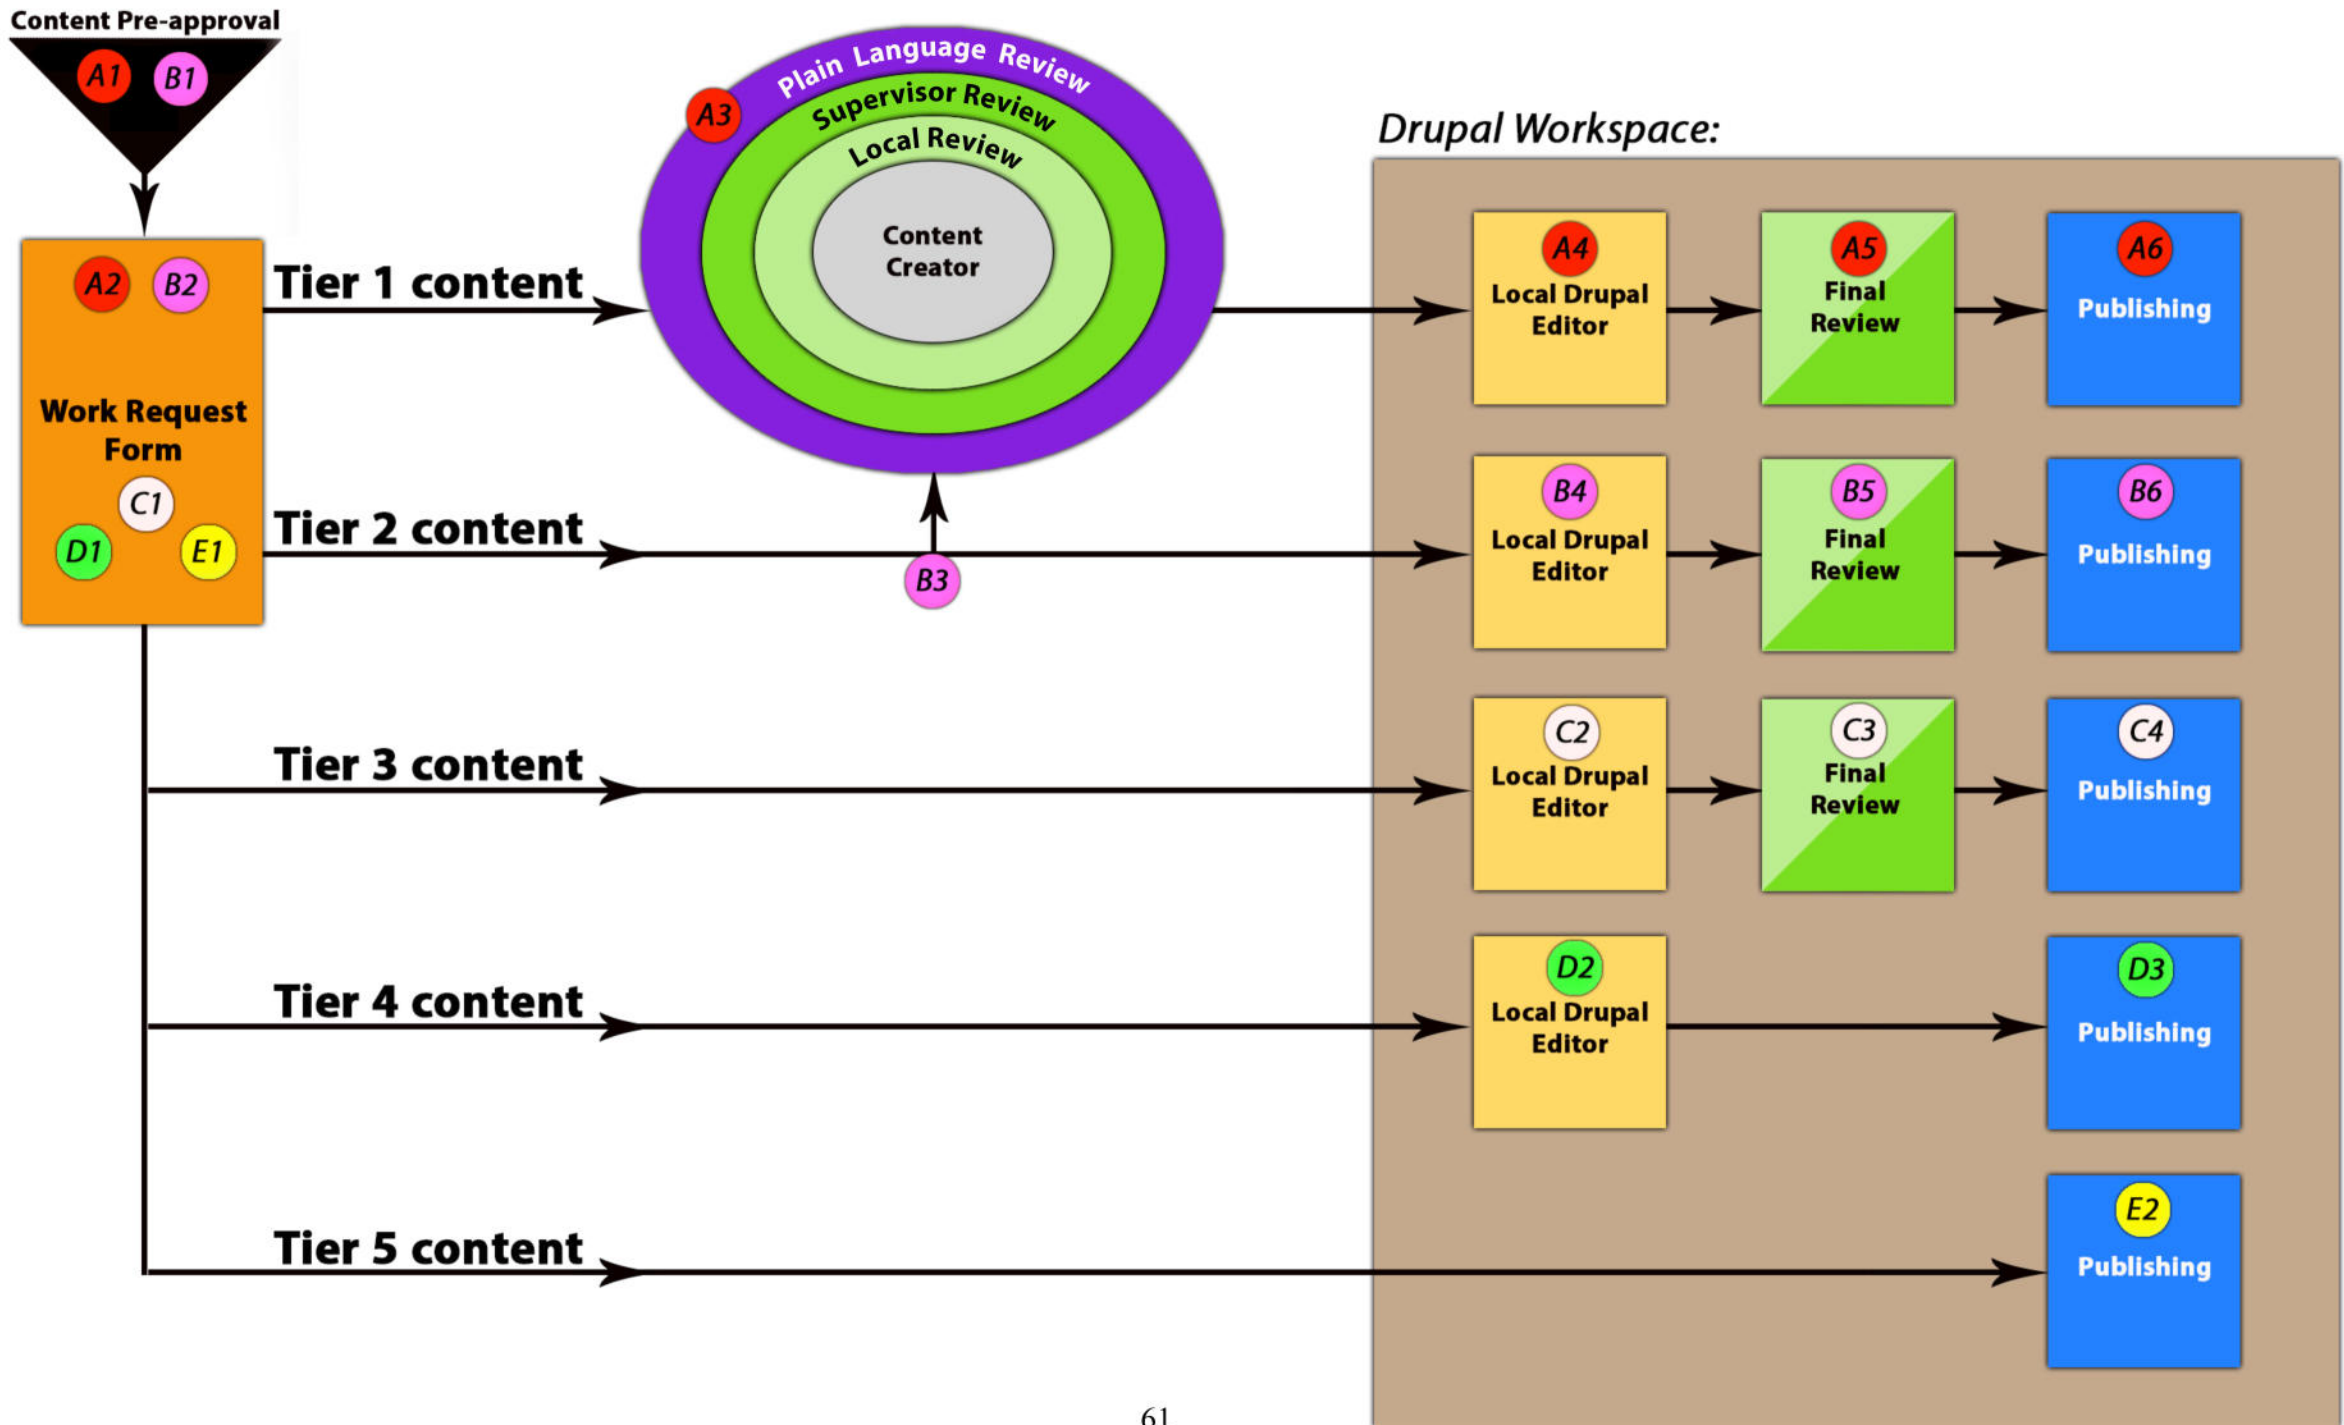 Content Pre-approval
A1 B1
Plain Language Review
A3
Supervisor Review
Local Review
Content
Creator
Drupal Workspace:
A2 B2
Work Request
Form
C1
D1 E1
Tier 1 content
A4
Local Drupal
Editor
A5
Final
Review
A6
Publishing
Tier 2 content
B3
B4
Local Drupal
Editor
B5
Final
Review
B6
Publishing
Tier 3 content
C2
Local Drupal
Editor
C3
Final
Review
C4
Publishing
Tier 4 content
D2
Local Drupal
Editor
D3
Publishing
Tier 5 content
E2
Publishing
61